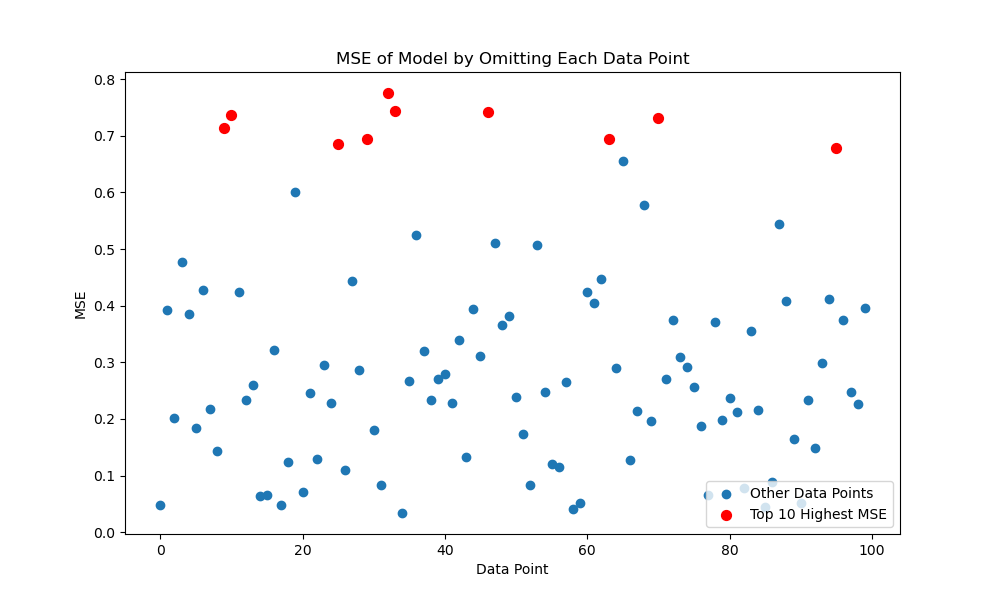 MSE of Model by Omitting Each Data Point
0.8
0.7
0.6
0.5
0.4
0.3
0.2
0.1
0.0
MSE
0 20 40 60 80 100
Data Point
Other Data Points
Top 10 Highest MSE